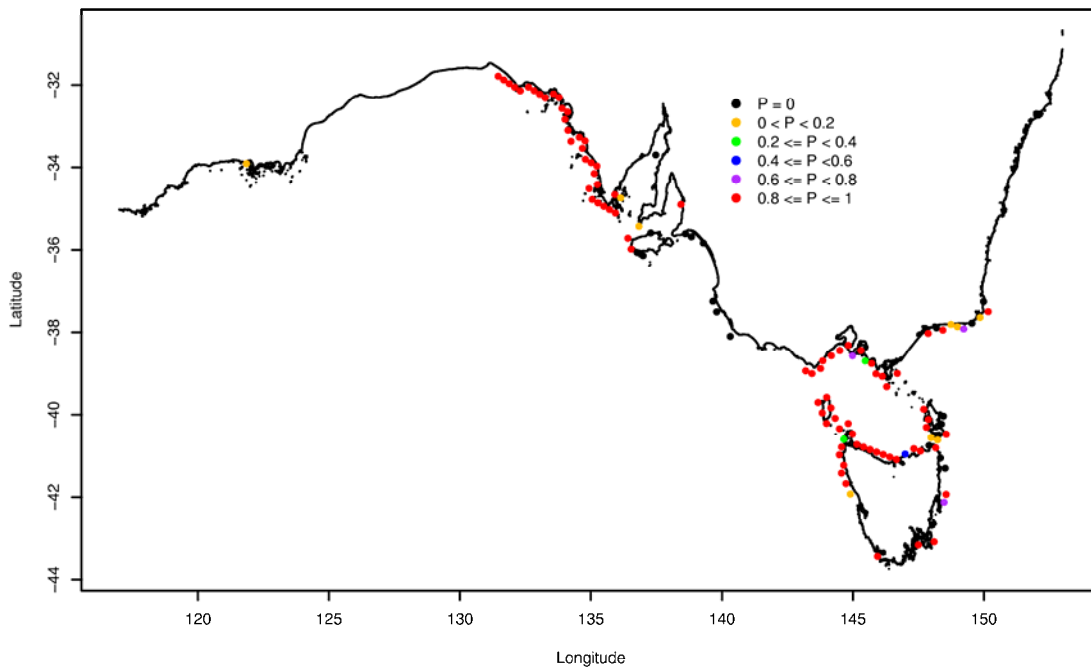 −32
P = 0
0 < P < 0.2
−34
0.2 <= P < 0.4
0.4 <= P <0.6
0.6 <= P < 0.8
0.8 <= P <= 1
−36
Latitude
−38
−40
−42
−44
120 125 130 135 140 145 150
Longitude